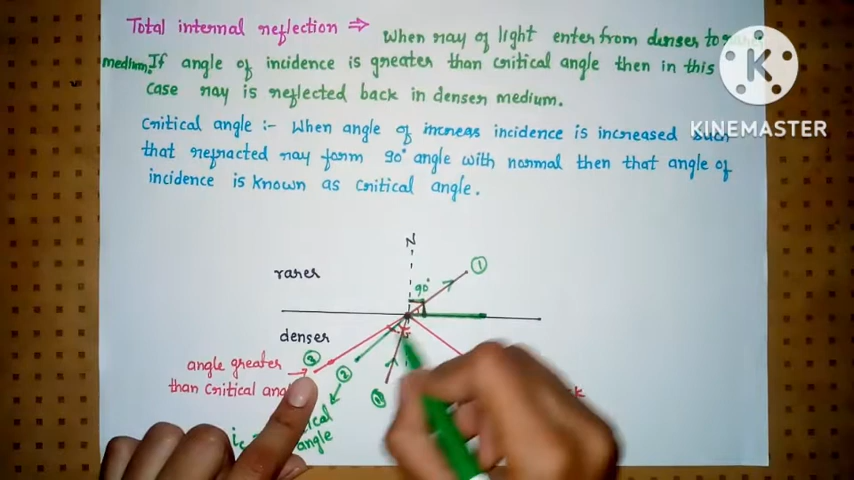 Total internal reflection ⇒ When ray of light enter from denser to
medium. If angle of incidence is greater than critical angle then in this
case ray is reflected back in denser medium.
critical angle :- When angle of increas incidence is increased such
that refracted ray form 90° angle with normal then that angle of
incidence is known as critical angle.
K
KINEMASTER
N
1
rarer
90°
denser
angle greater
than critical
3
2
1
ic
angle